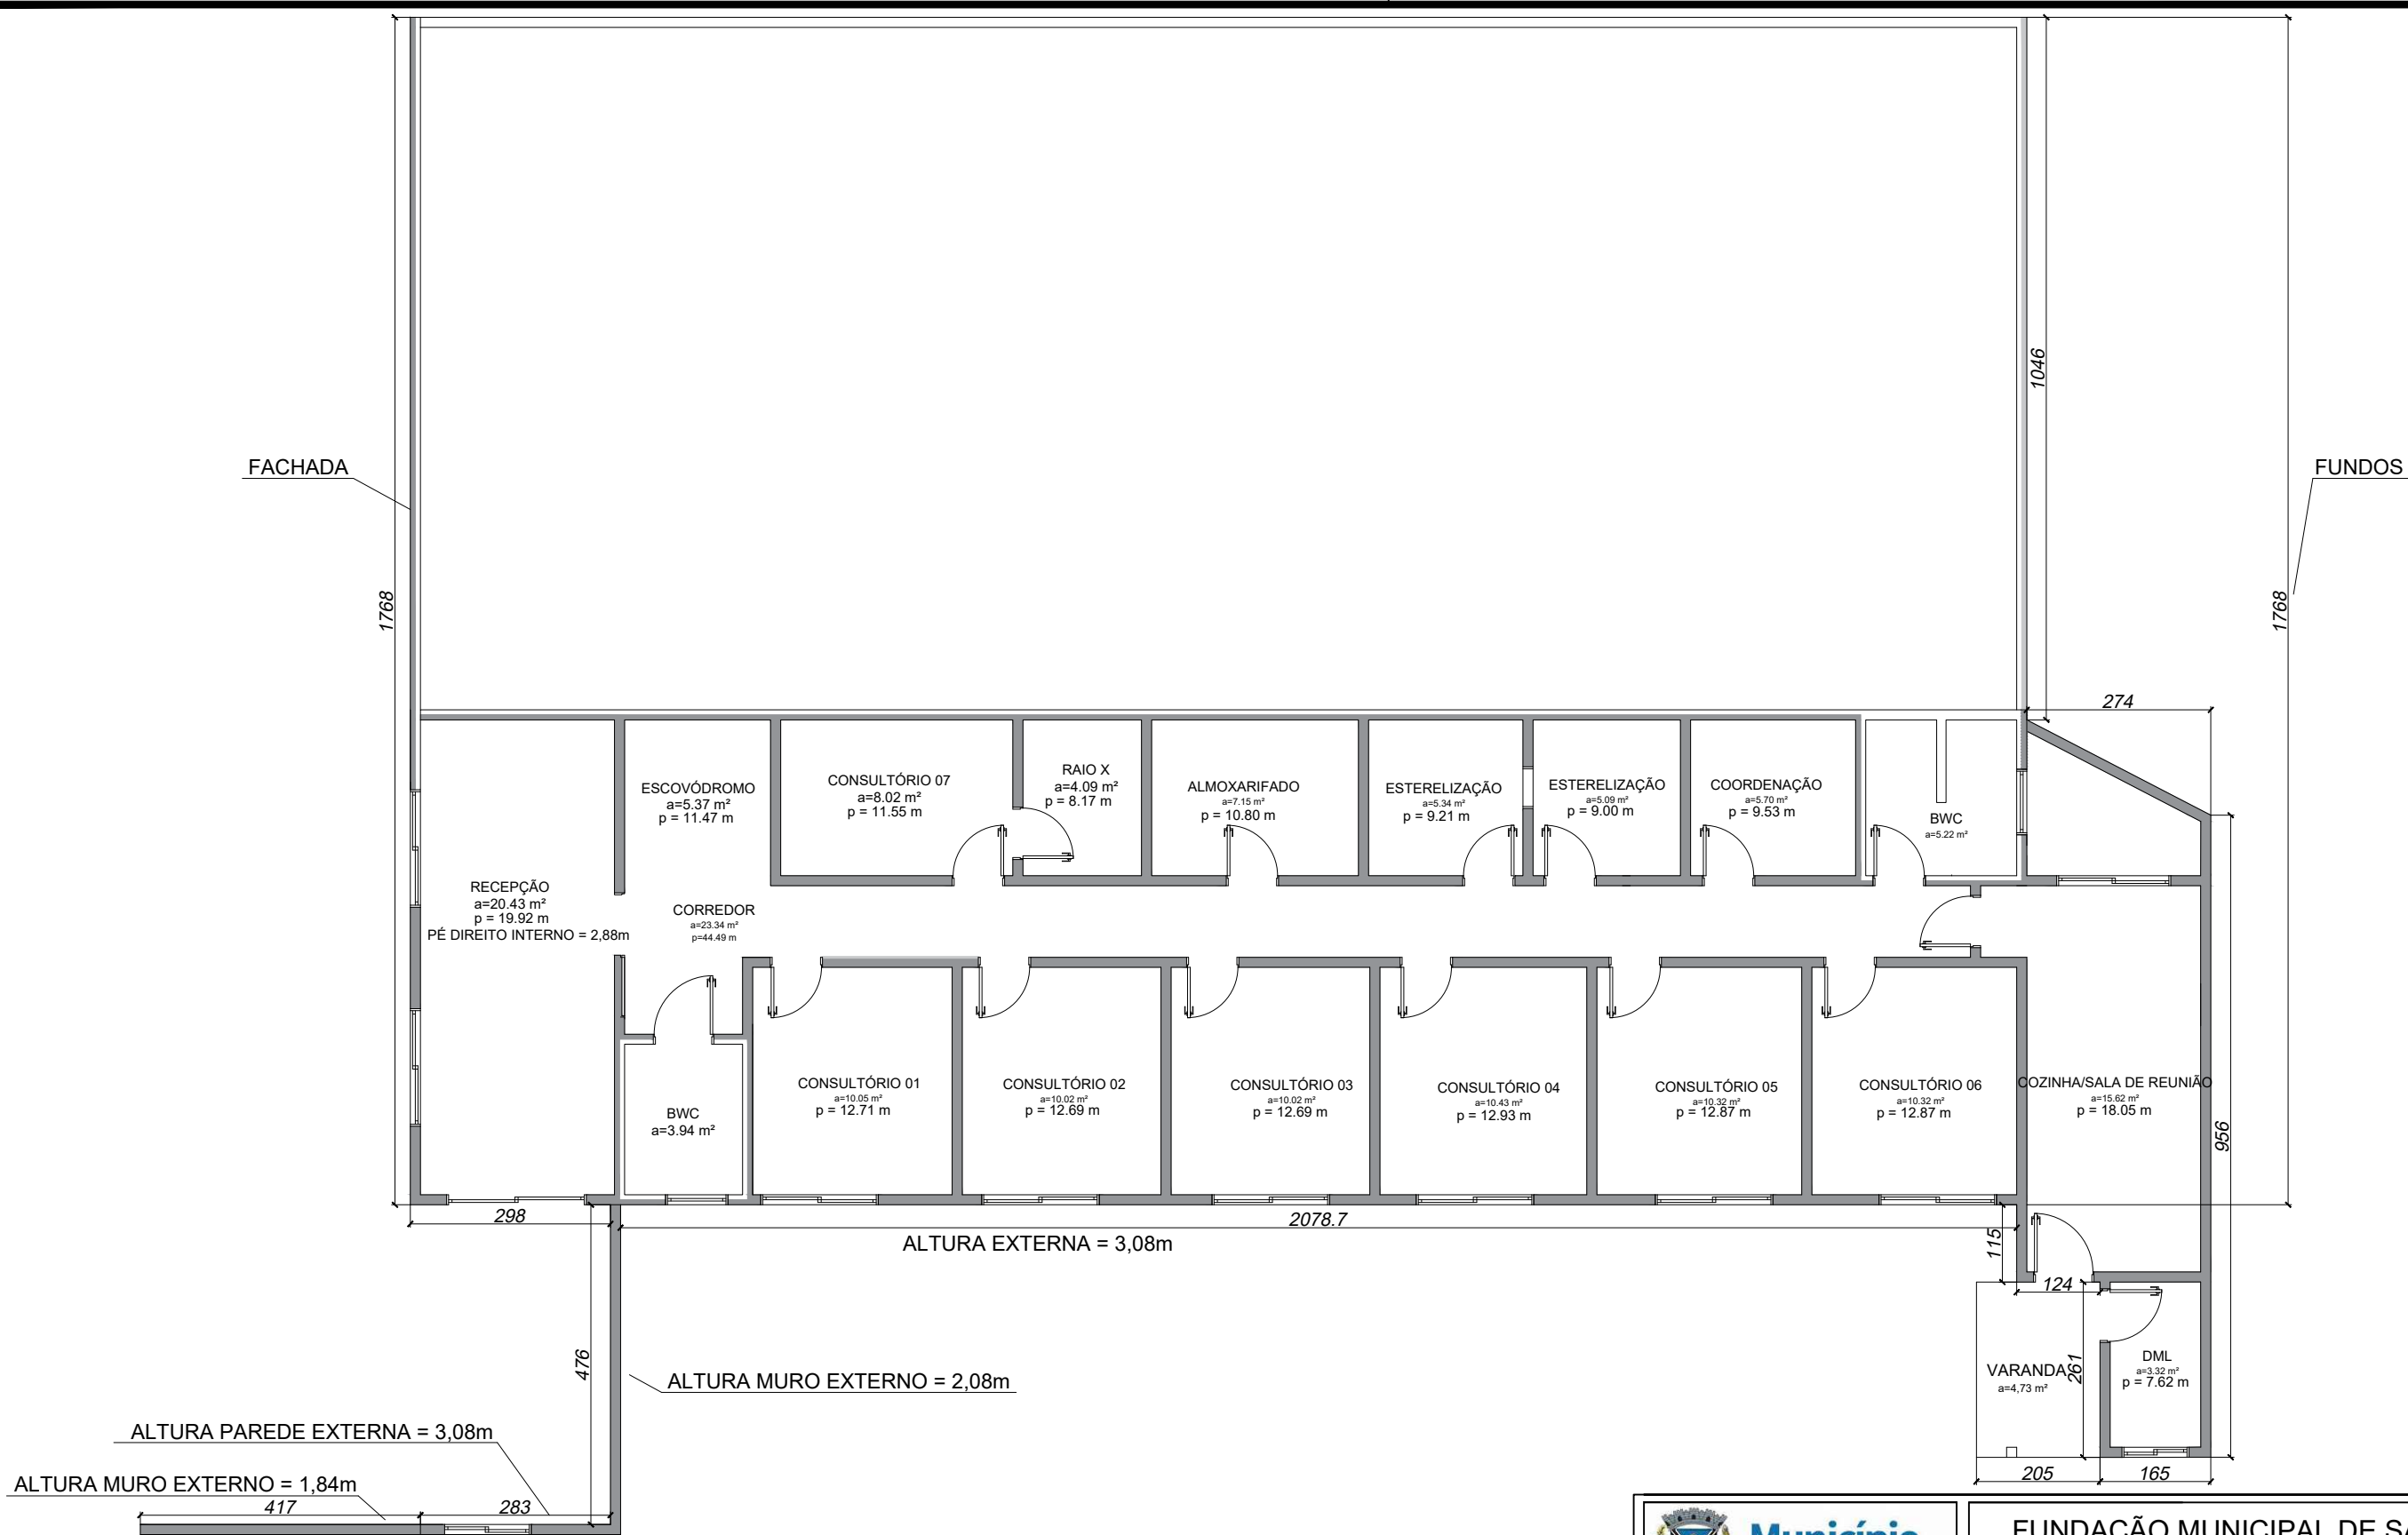 1046
FACHADA
FUNDOS
1768
1768
274
ESCOVÓDROMO
a=5.37 m²
p = 11.47 m
CONSULTÓRIO 07
a=8.02 m²
p = 11.55 m
RAIO X
a=4.09 m²
p = 8.17 m
ALMOXARIFADO
a=7.15 m²
p = 10.80 m
ESTERELIZAÇÃO
a=5.34 m²
p = 9.21 m
ESTERELIZAÇÃO
a=5.09 m²
p = 9.00 m
COORDENAÇÃO
a=5.70 m²
p = 9.53 m
BWC
a=5.22 m²
RECEPÇÃO
a=20.43 m²
p = 19.92 m
PÉ DIREITO INTERNO = 2,88m
CORREDOR
a=23.34 m²
p=44.49 m
BWC
a=3.94 m²
CONSULTÓRIO 01
a=10.05 m²
p = 12.71 m
CONSULTÓRIO 02
a=10.02 m²
p = 12.69 m
CONSULTÓRIO 03
a=10.02 m²
p = 12.69 m
CONSULTÓRIO 04
a=10.43 m²
p = 12.93 m
CONSULTÓRIO 05
a=10.32 m²
p = 12.87 m
CONSULTÓRIO 06
a=10.32 m²
p = 12.87 m
COZINHA/SALA DE REUNIÃO
a=15.62 m²
p = 18.05 m
956
298
2078.7
ALTURA EXTERNA = 3,08m
115
124
476
ALTURA MURO EXTERNO = 2,08m
VARANDA
a=4,73 m²
261
DML
a=3.32 m²
p = 7.62 m
ALTURA PAREDE EXTERNA = 3,08m
ALTURA MURO EXTERNO = 1,84m
205
165
417
283
Município
FUNDAÇÃO MUNICIPAL DE